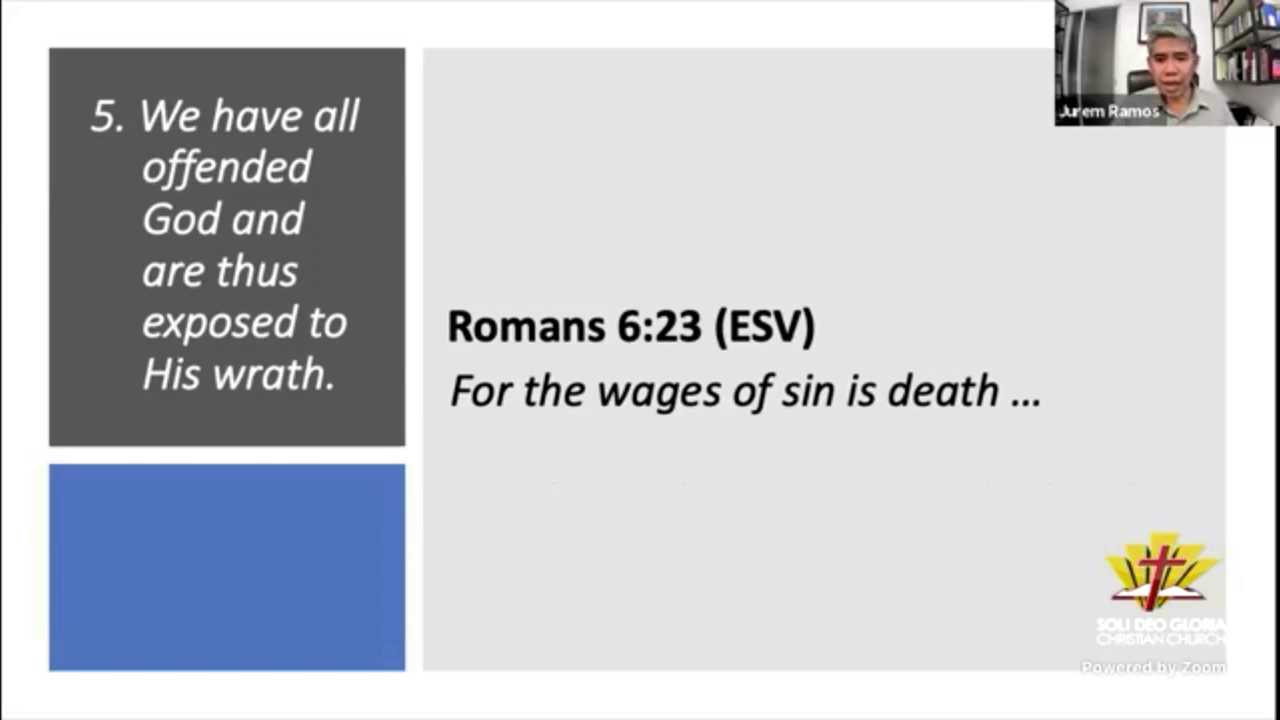 5. We have all
offended
God and
are thus
exposed to
His wrath.
Jurem Ramos
Romans 6:23 (ESV)
For the wages of sin is death ...
SOLI DEO GLORIA
CHRISTIAN CHURCH
Powered by Zoom